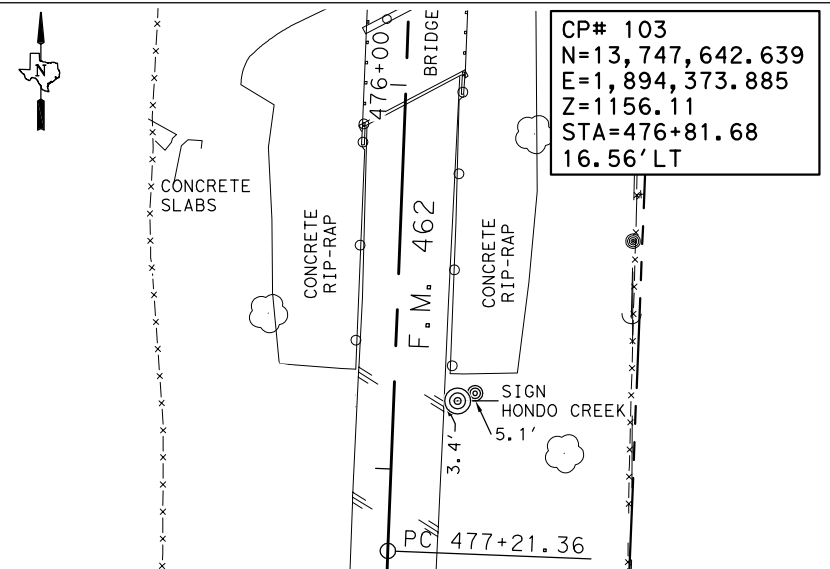 N
CP# 103
N=13,747,642.639
E=1,894,373.885
Z=1156.11
STA=476+81.68
16.56'LT
476+00
BRIDGE
CONCRETE
SLABS
CONCRETE
RIP-RAP
F.M. 462
CONCRETE
RIP-RAP
SIGN
HONDO CREEK
5.1'
3.4'
PC 477+21.36